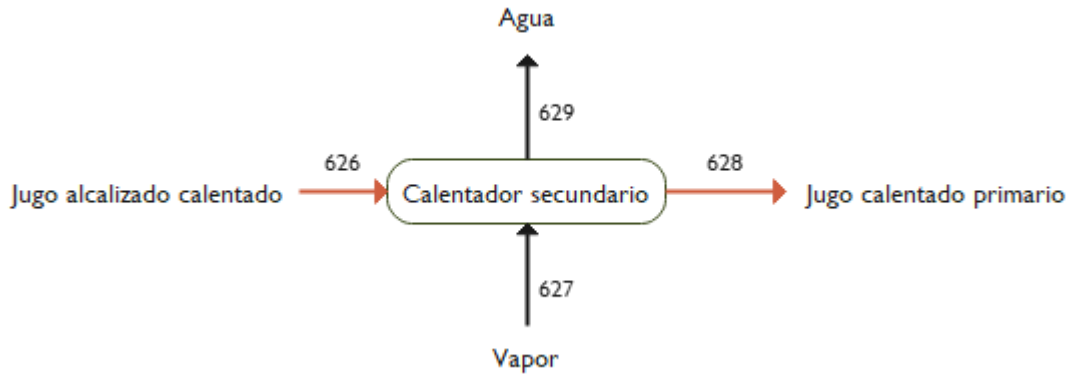 Agua
629
626
628
Jugo alcalizado calentado
Calentador secundario
Jugo calentado primario
627
Vapor